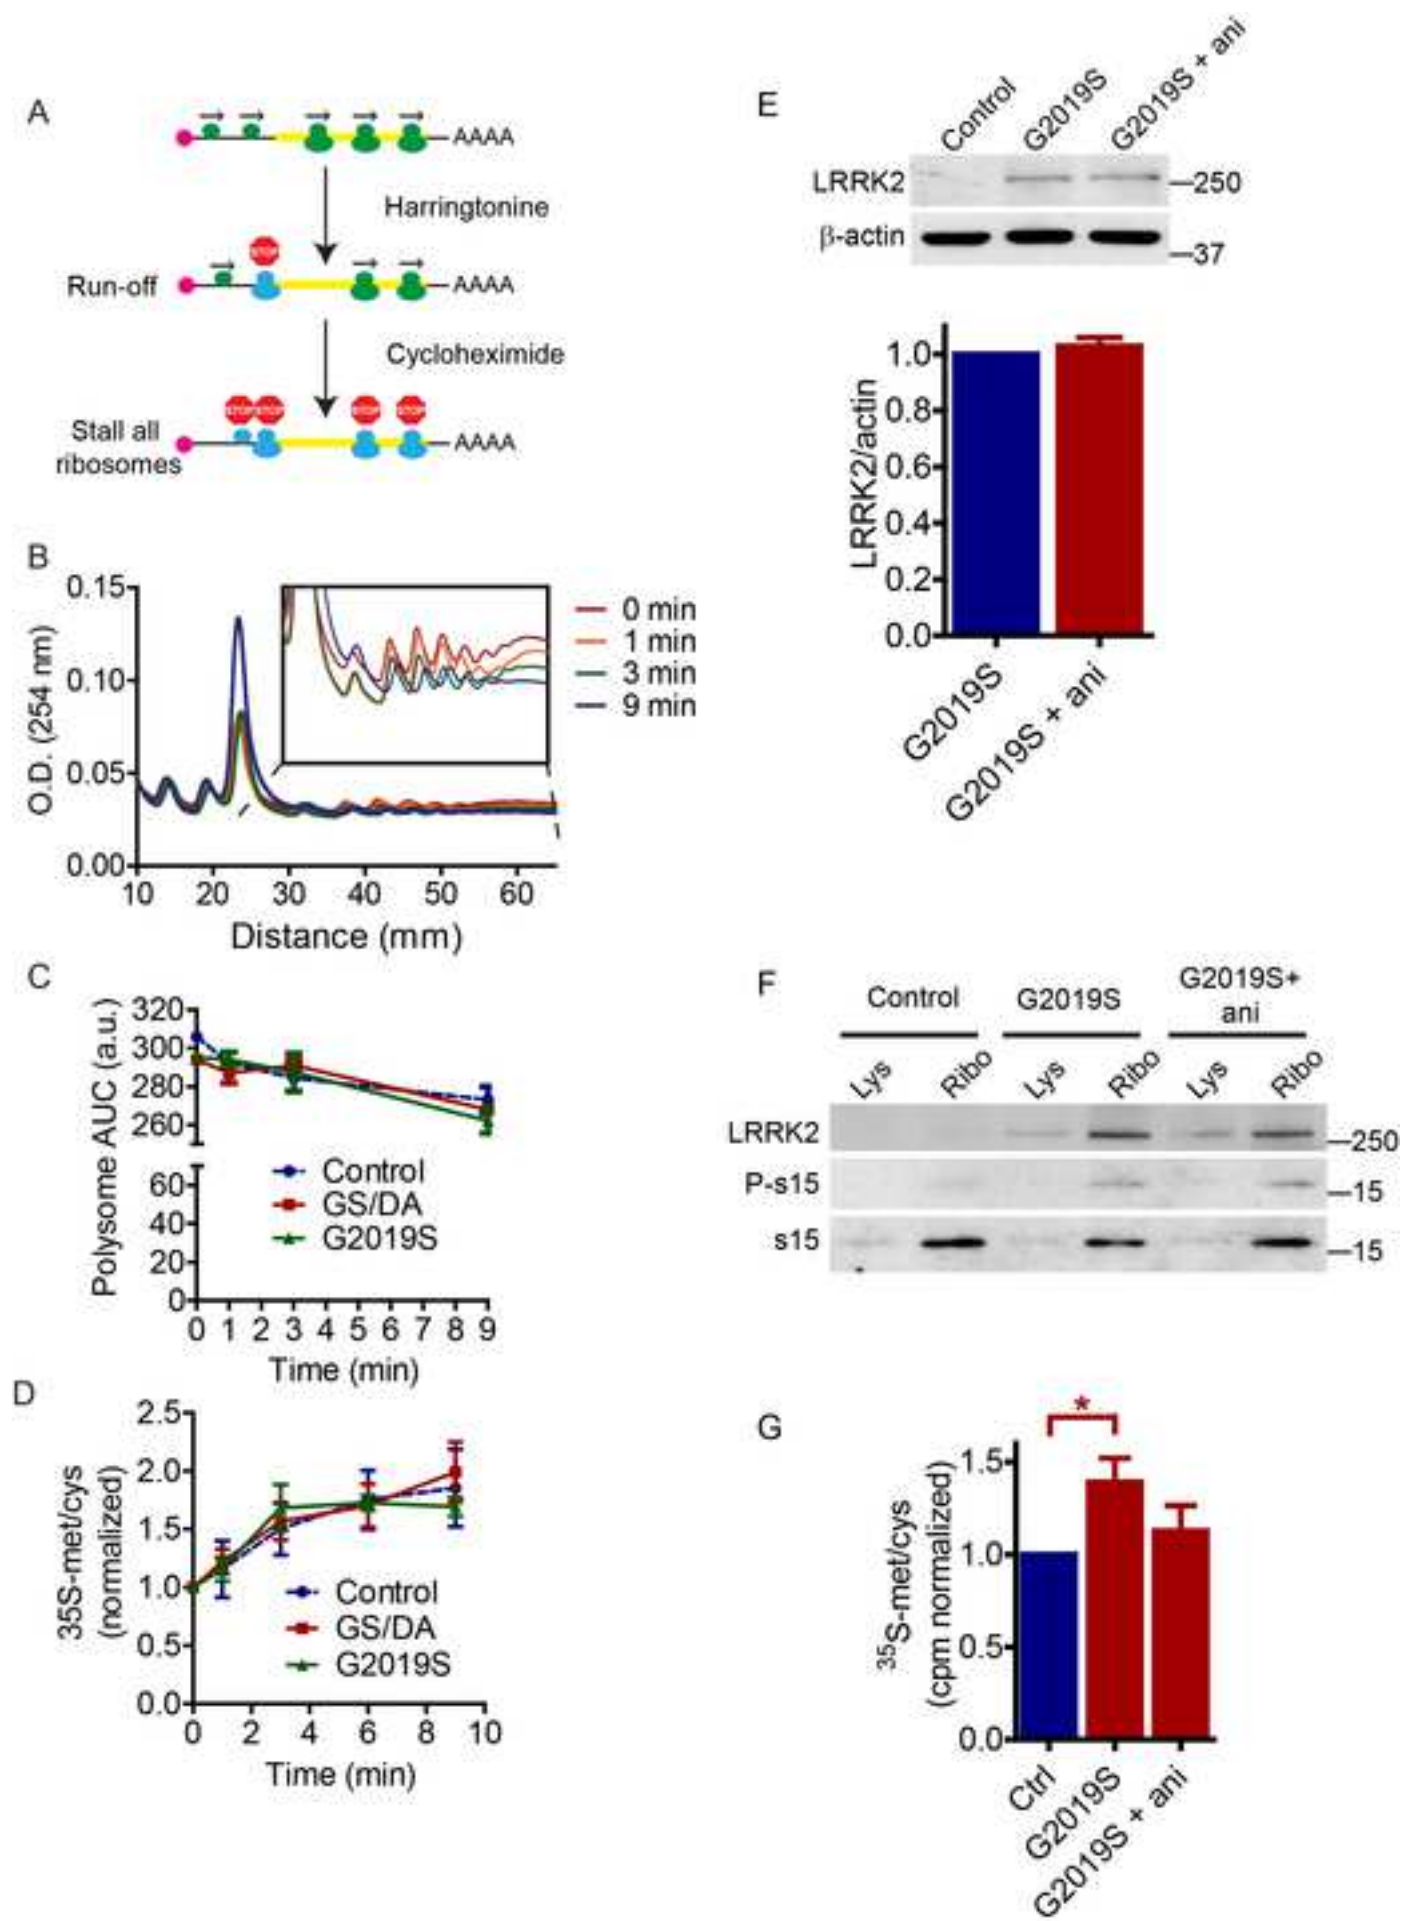 A
AAAA
Harringtonine
STOP
Run-off
AAAA
Cycloheximide
STOP STOP STOP STOP
Stall all
ribosomes
AAAA
B
O.D. (254 nm)
0.15
0.10
0.05
0.00
10 20 30 40 50 60
Distance (mm)
0 min
1 min
3 min
9 min
C
Polysome AUC (a.u.)
320
300
280
260
60
40
20
0
Control
GS/DA
G2019S
0 1 2 3 4 5 6 7 8 9
Time (min)
D
35S-met/cys
(normalized)
2.5
2.0
1.5
1.0
0.5
0.0
Control
GS/DA
G2019S
0 2 4 6 8 10
Time (min)
E
Control
G2019S
G2019S + ani
LRRK2
250
β-actin
37
LRRK2/actin
1.0
0.8
0.6
0.4
0.2
0.0
G2019S
G2019S + ani
F
Control
G2019S
G2019S+
ani
Lys
Ribo
Lys
Ribo
Lys
Ribo
LRRK2
250
P-s15
15
s15
15
G
*
³⁵S-met/cys
(cpm normalized)
1.5
1.0
0.5
0.0
Ctrl
G2019S
G2019S + ani